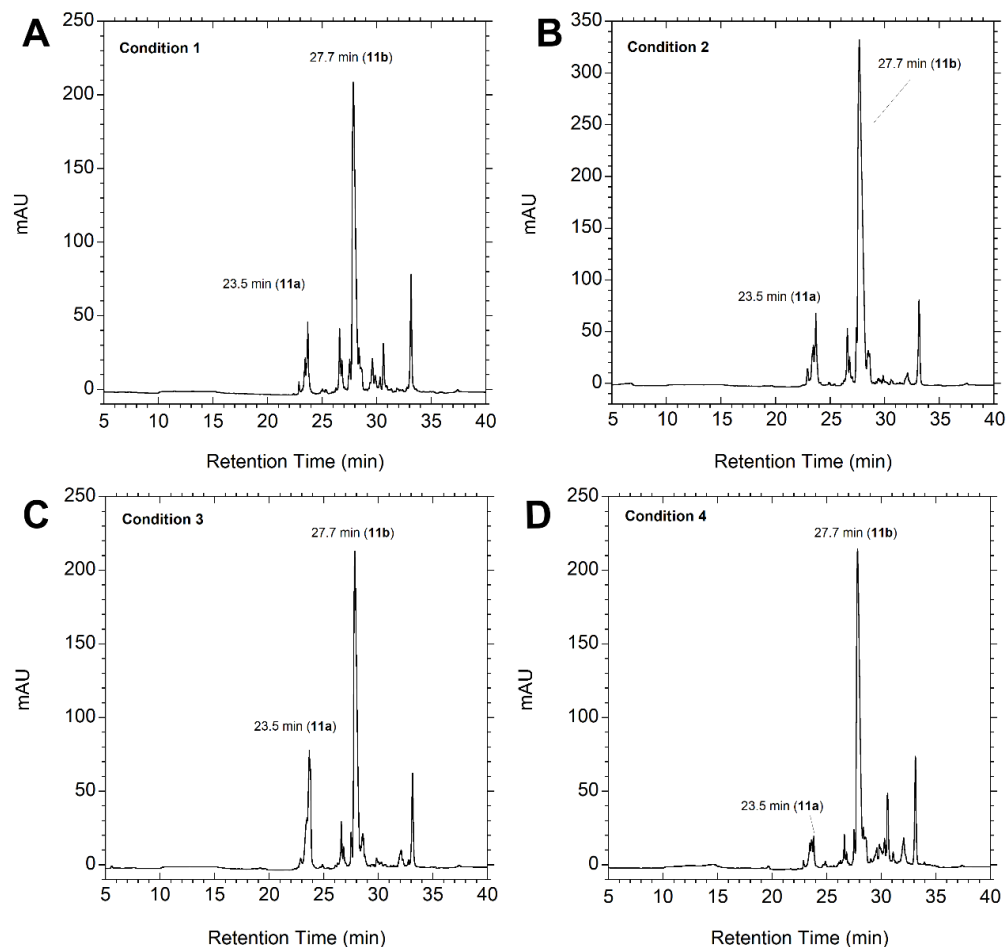 A
Condition 1
27.7 min (11b)
23.5 min (11a)
250
200
150
100
50
0
mAU
5 10 15 20 25 30 35 40
Retention Time (min)
B
Condition 2
27.7 min (11b)
23.5 min (11a)
350
300
250
200
150
100
50
0
mAU
5 10 15 20 25 30 35 40
Retention Time (min)
C
Condition 3
27.7 min (11b)
23.5 min (11a)
250
200
150
100
50
0
mAU
5 10 15 20 25 30 35 40
Retention Time (min)
D
Condition 4
27.7 min (11b)
23.5 min (11a)
250
200
150
100
50
0
mAU
5 10 15 20 25 30 35 40
Retention Time (min)